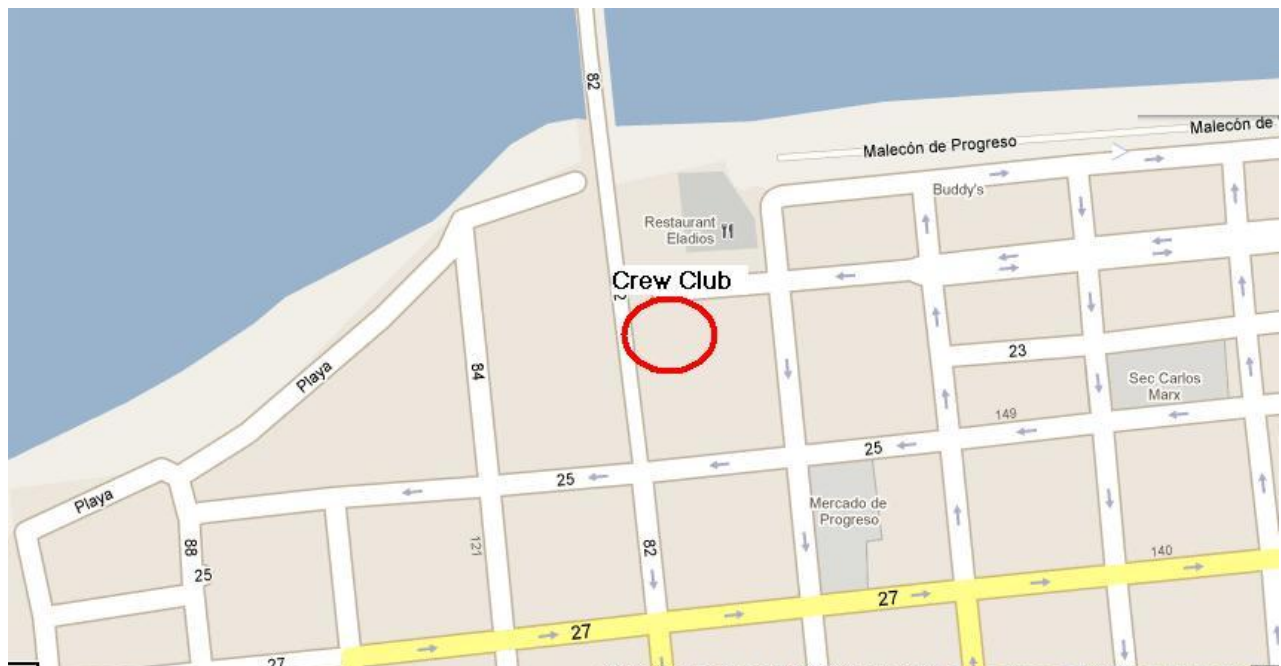 82
Malecón de Progreso
Malecón de
Buddy's
Restaurant
Eladios
Crew Club
2
Playa
84
23
Sec Carlos
Marx
149
25
25
Playa
Mercado de
Progreso
121
88
82
140
25
27
27
27